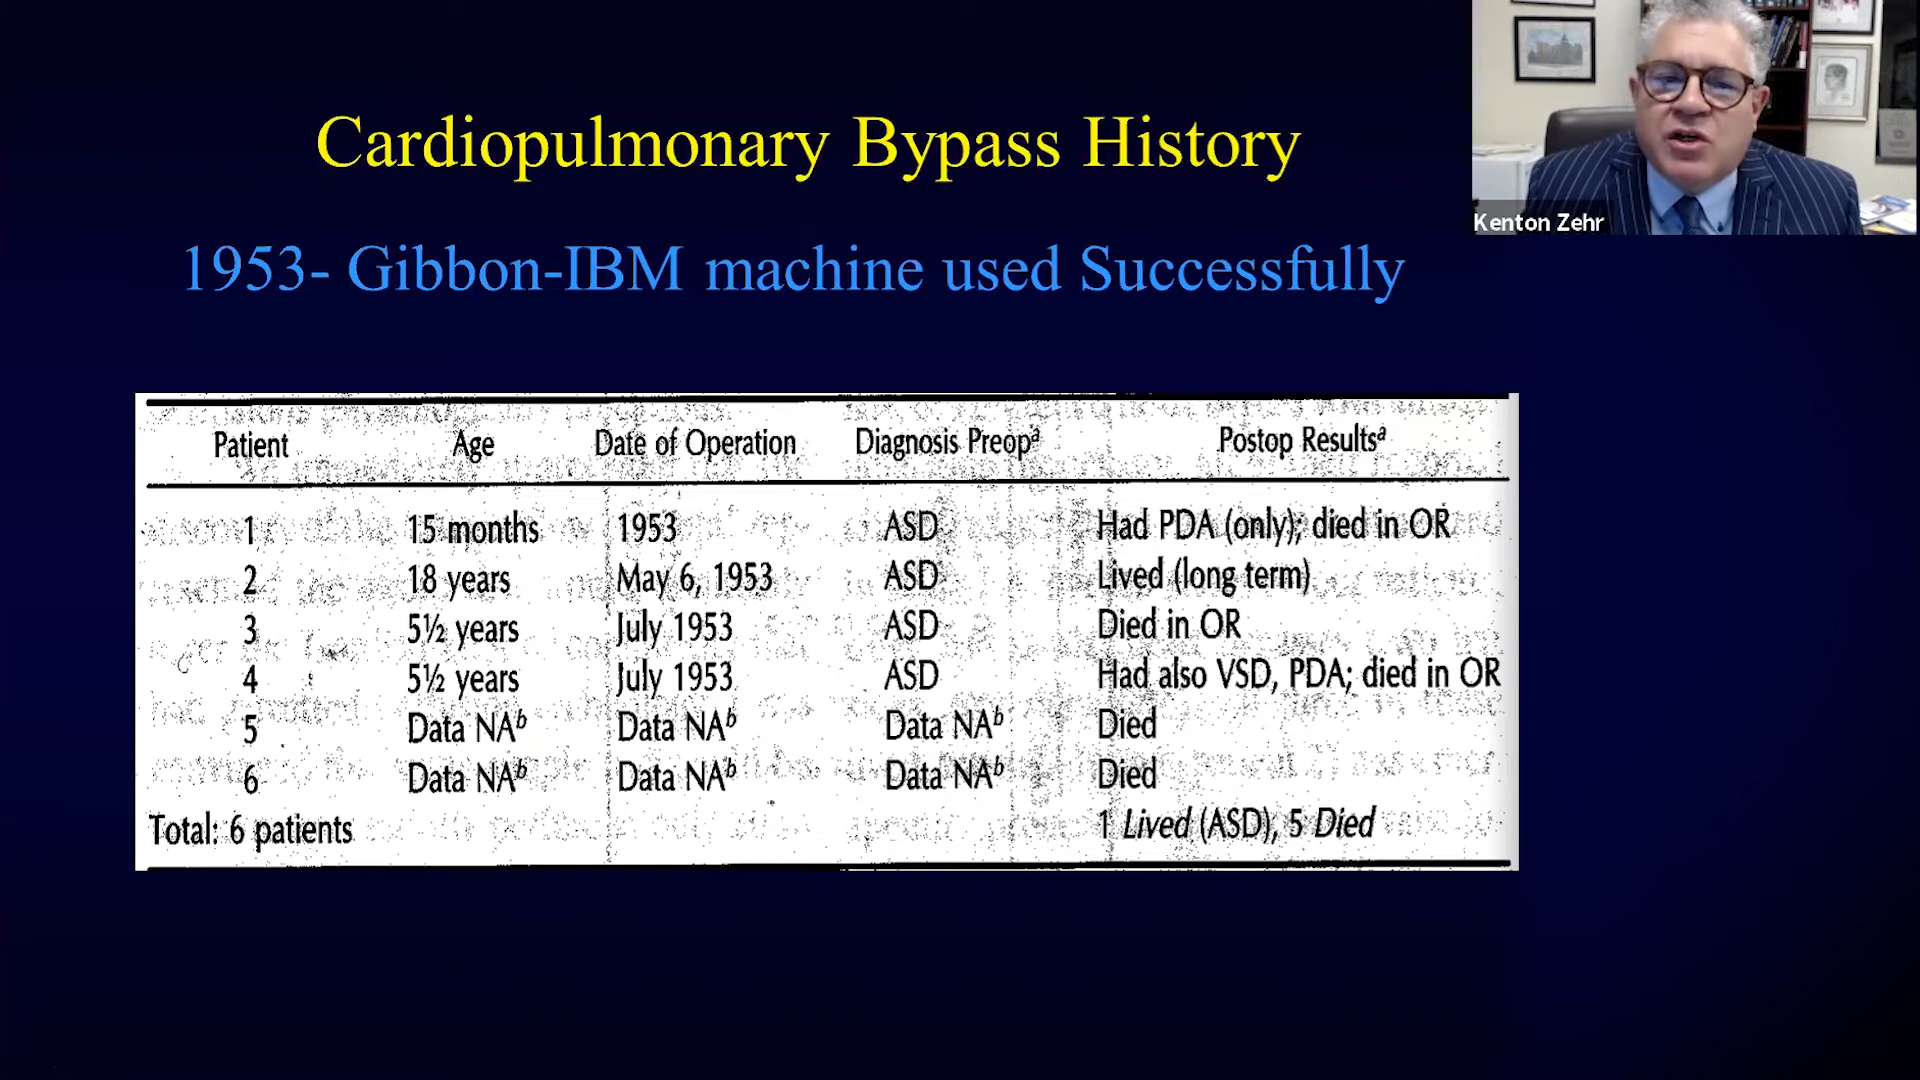 Cardiopulmonary Bypass History
Kenton Zehr
1953- Gibbon-IBM machine used Successfully
Patient Age Date of Operation Diagnosis Preopᵃ Postop Resultsᵃ
1 15 months 1953 ASD Had PDA (only); died in OR
2 18 years May 6, 1953 ASD Lived (long term)
3 5½ years July 1953 ASD Died in OR
4 5½ years July 1953 ASD Had also VSD, PDA; died in OR
5 Data NAᵇ Data NAᵇ Data NAᵇ Died
6 Data NAᵇ Data NAᵇ Data NAᵇ Died
Total: 6 patients 1 Lived (ASD), 5 Died